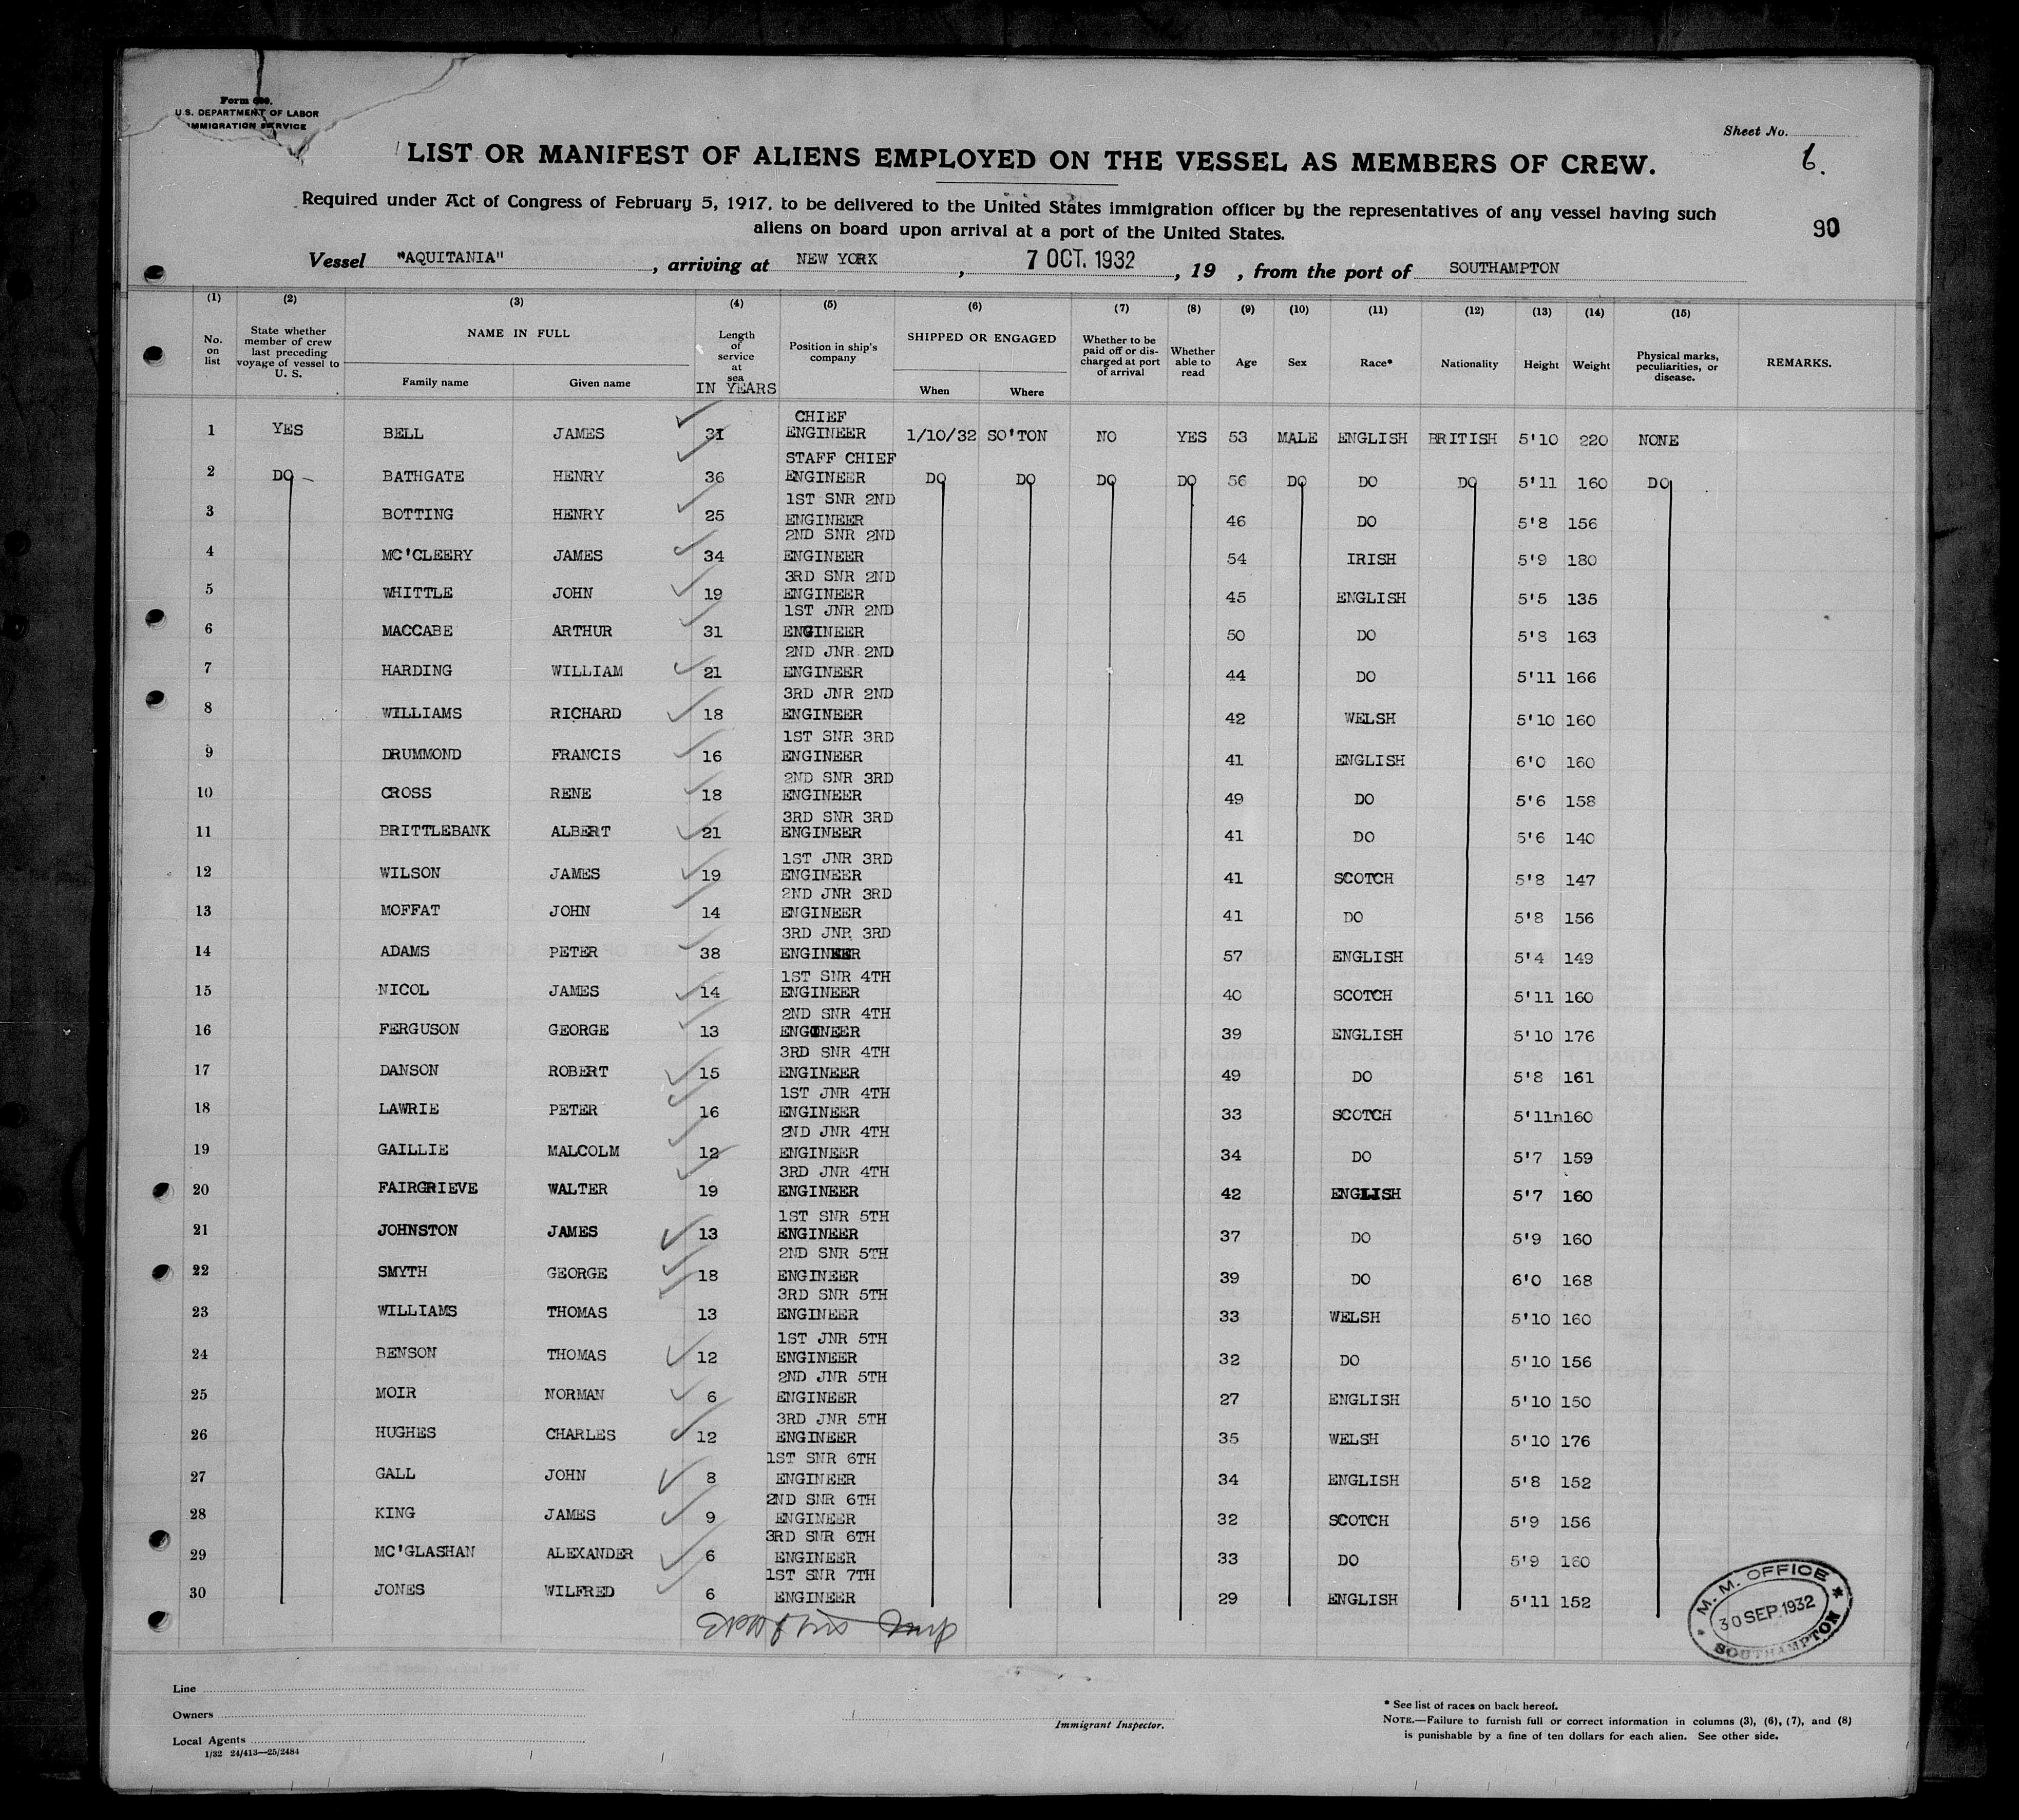 Form 680.
U.S. DEPARTMENT OF LABOR
IMMIGRATION SERVICE
Sheet No.
6.
LIST OR MANIFEST OF ALIENS EMPLOYED ON THE VESSEL AS MEMBERS OF CREW.
Required under Act of Congress of February 5, 1917, to be delivered to the United States immigration officer by the representatives of any vessel having such
aliens on board upon arrival at a port of the United States.
90
Vessel "AQUITANIA", arriving at NEW YORK, 7 OCT. 1932, 19 , from the port of SOUTHAMPTON
(1) (2) (3) (4) (5) (6) (7) (8) (9) (10) (11) (12) (13) (14) (15)
No. on list State whether member of crew last preceding voyage of vessel to U. S. NAME IN FULL Family name Given name Length of service at sea IN YEARS Position in ship's company SHIPPED OR ENGAGED When Where Whether to be paid off or discharged at port of arrival Whether able to read Age Sex Race* Nationality Height Weight Physical marks, peculiarities, or disease. REMARKS.
1 YES BELL JAMES 31 CHIEF ENGINEER 1/10/32 SO'TON NO YES 53 MALE ENGLISH BRITISH 5'10 220 NONE
2 DO BATHGATE HENRY 36 STAFF CHIEF ENGINEER DO DO DO DO 56 DO DO DO 5'11 160 DO
3 BOTTING HENRY 25 1ST SNR 2ND ENGINEER 46 DO 5'8 156
4 MC'CLEERY JAMES 34 2ND SNR 2ND ENGINEER 54 IRISH 5'9 180
5 WHITTLE JOHN 19 3RD SNR 2ND ENGINEER 45 ENGLISH 5'5 135
6 MACCABE ARTHUR 31 1ST JNR 2ND ENGINEER 50 DO 5'8 163
7 HARDING WILLIAM 21 2ND JNR 2ND ENGINEER 44 DO 5'11 166
8 WILLIAMS RICHARD 18 3RD JNR 2ND ENGINEER 42 WELSH 5'10 160
9 DRUMMOND FRANCIS 16 1ST SNR 3RD ENGINEER 41 ENGLISH 6'0 160
10 CROSS RENE 18 2ND SNR 3RD ENGINEER 49 DO 5'6 158
11 BRITTLEBANK ALBERT 21 3RD SNR 3RD ENGINEER 41 DO 5'6 140
12 WILSON JAMES 19 1ST JNR 3RD ENGINEER 41 SCOTCH 5'8 147
13 MOFFAT JOHN 14 2ND JNR 3RD ENGINEER 41 DO 5'8 156
14 ADAMS PETER 38 3RD JNR 3RD ENGINEER 57 ENGLISH 5'4 149
15 NICOL JAMES 14 1ST SNR 4TH ENGINEER 40 SCOTCH 5'11 160
16 FERGUSON GEORGE 13 2ND SNR 4TH ENGINEER 39 ENGLISH 5'10 176
17 DANSON ROBERT 15 3RD SNR 4TH ENGINEER 49 DO 5'8 161
18 LAWRIE PETER 16 1ST JNR 4TH ENGINEER 33 SCOTCH 5'11n160
19 GAILLIE MALCOLM 12 2ND JNR 4TH ENGINEER 34 DO 5'7 159
20 FAIRGRIEVE WALTER 19 3RD JNR 4TH ENGINEER 42 ENGLISH 5'7 160
21 JOHNSTON JAMES 13 1ST SNR 5TH ENGINEER 37 DO 5'9 160
22 SMYTH GEORGE 18 2ND SNR 5TH ENGINEER 39 DO 6'0 168
23 WILLIAMS THOMAS 13 3RD SNR 5TH ENGINEER 33 WELSH 5'10 160
24 BENSON THOMAS 12 1ST JNR 5TH ENGINEER 32 DO 5'10 156
25 MOIR NORMAN 6 2ND JNR 5TH ENGINEER 27 ENGLISH 5'10 150
26 HUGHES CHARLES 12 3RD JNR 5TH ENGINEER 35 WELSH 5'10 176
27 GALL JOHN 8 1ST SNR 6TH ENGINEER 34 ENGLISH 5'8 152
28 KING JAMES 9 2ND SNR 6TH ENGINEER 32 SCOTCH 5'9 156
29 MC'GLASHAN ALEXANDER 6 3RD SNR 6TH ENGINEER 33 DO 5'9 160
30 JONES WILFRED 6 1ST SNR 7TH ENGINEER 29 ENGLISH 5'11 152
M. M. OFFICE
30 SEP 1932
SOUTHAMPTON
Line
Owners
Local Agents
1/32 24/413—25/2484
Immigrant Inspector.
* See list of races on back hereof.
NOTE.—Failure to furnish full or correct information in columns (3), (6), (7), and (8)
is punishable by a fine of ten dollars for each alien. See other side.